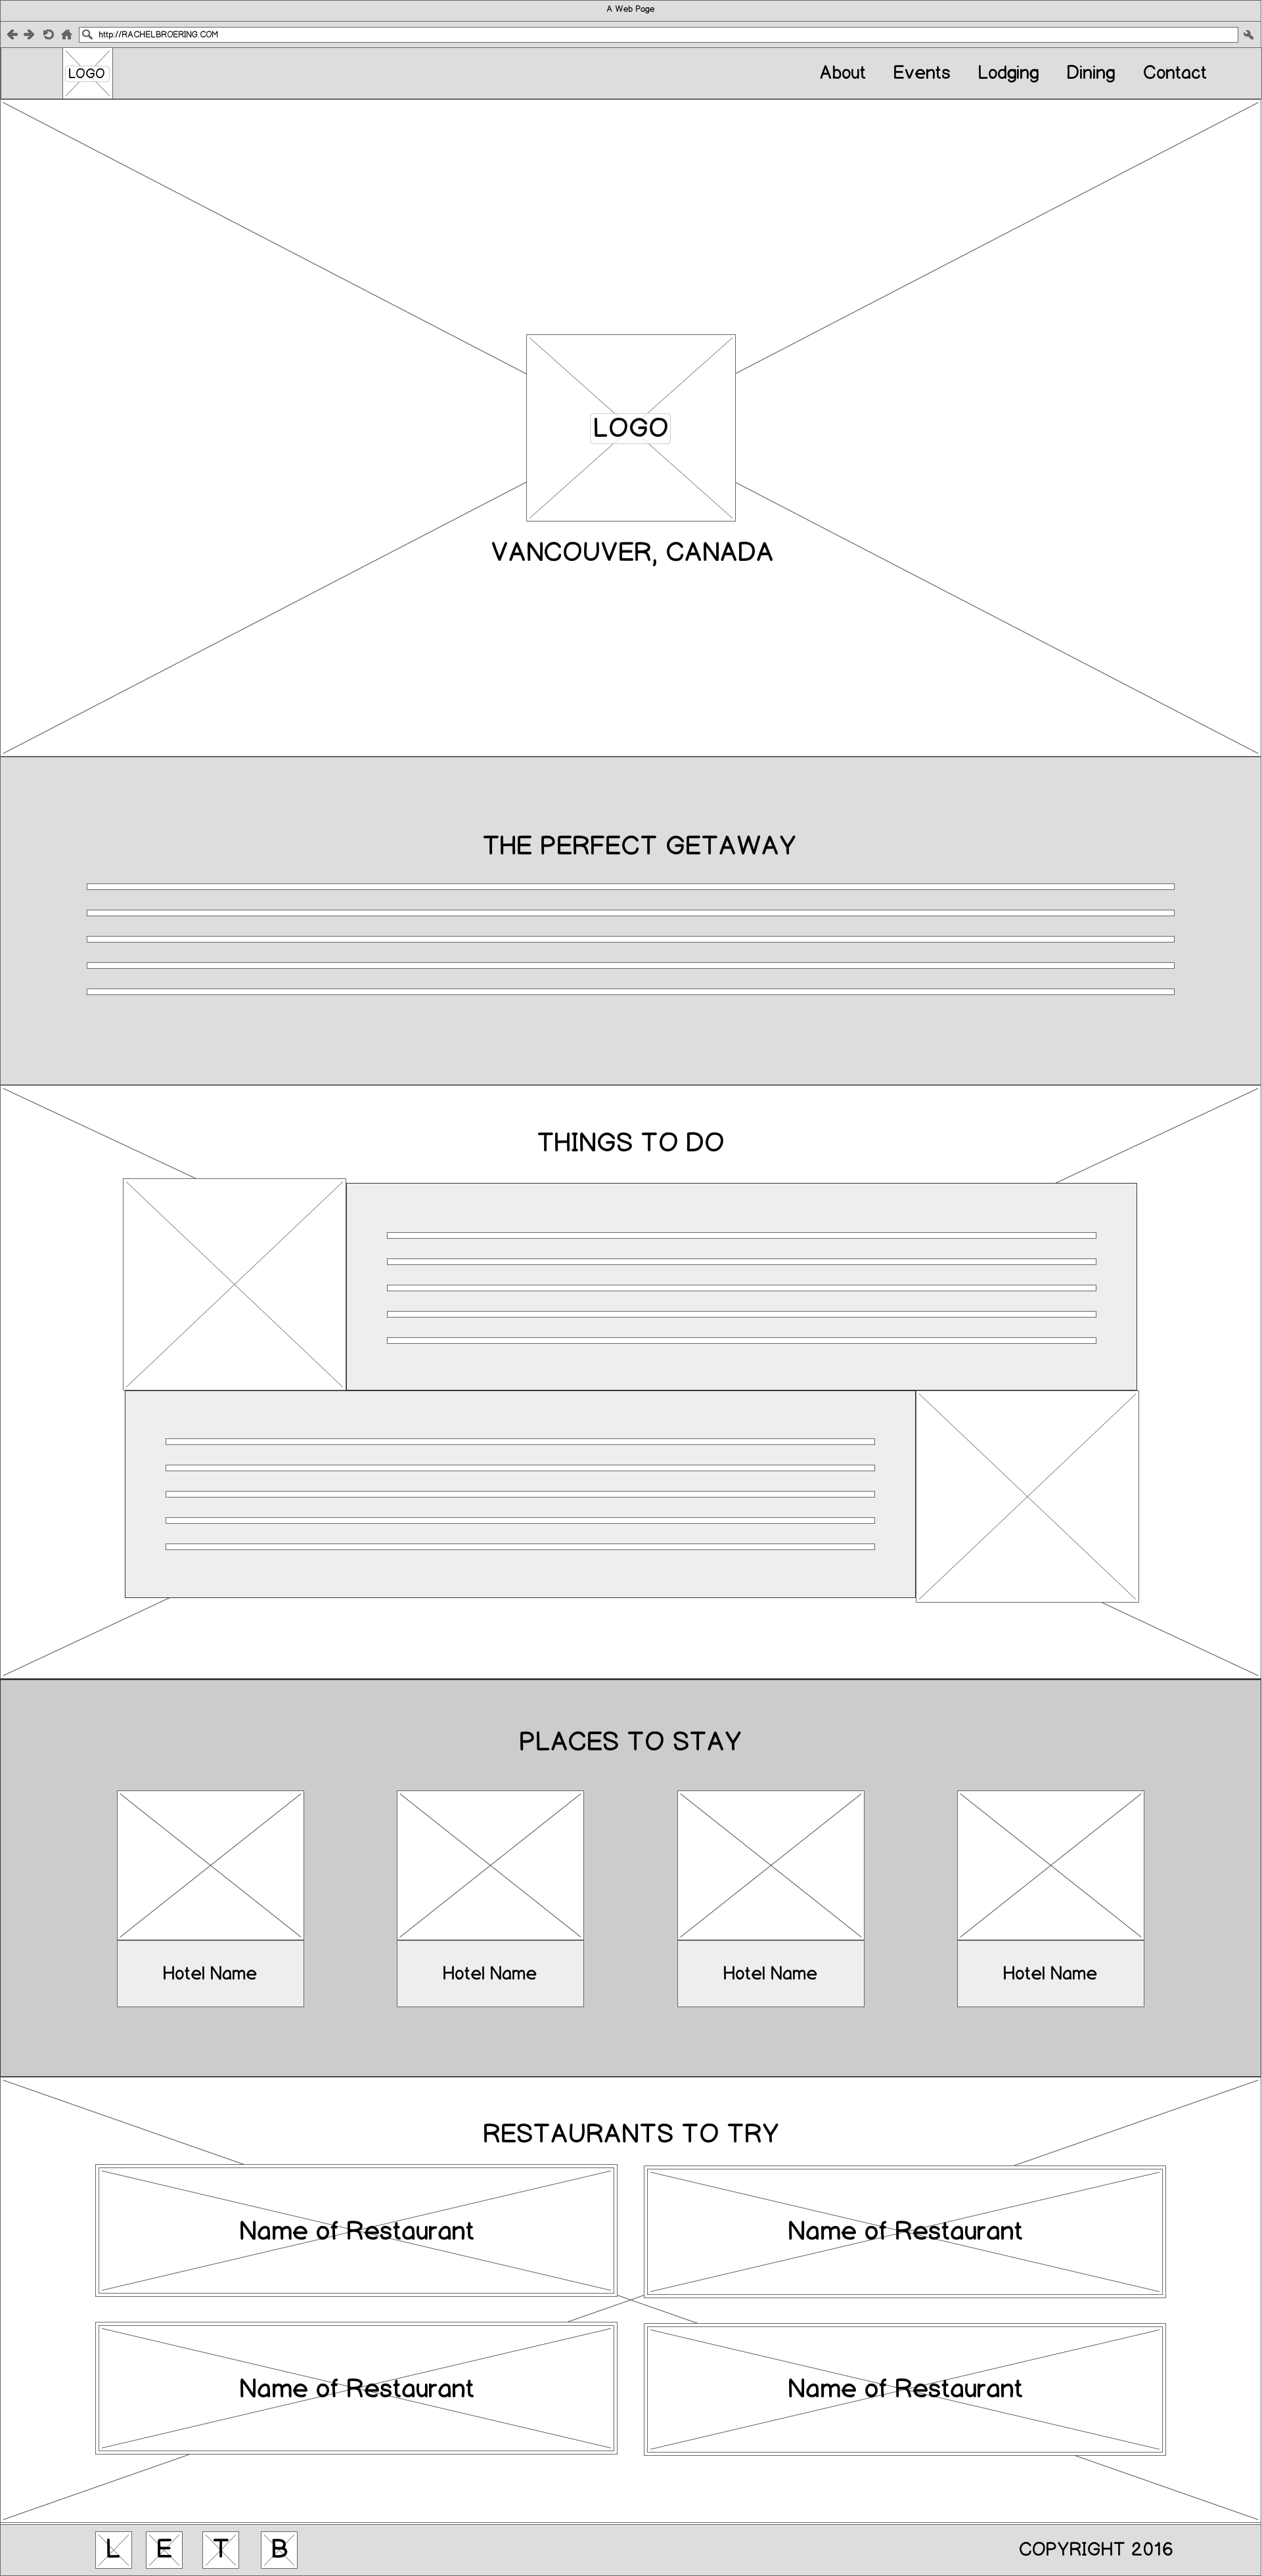 A Web Page
http://RACHELBROERING.COM
LOGO
About Events Lodging Dining Contact
LOGO
VANCOUVER, CANADA
THE PERFECT GETAWAY
THINGS TO DO
PLACES TO STAY
Hotel Name Hotel Name Hotel Name Hotel Name
RESTAURANTS TO TRY
Name of Restaurant Name of Restaurant
Name of Restaurant Name of Restaurant
L E T B COPYRIGHT 2016